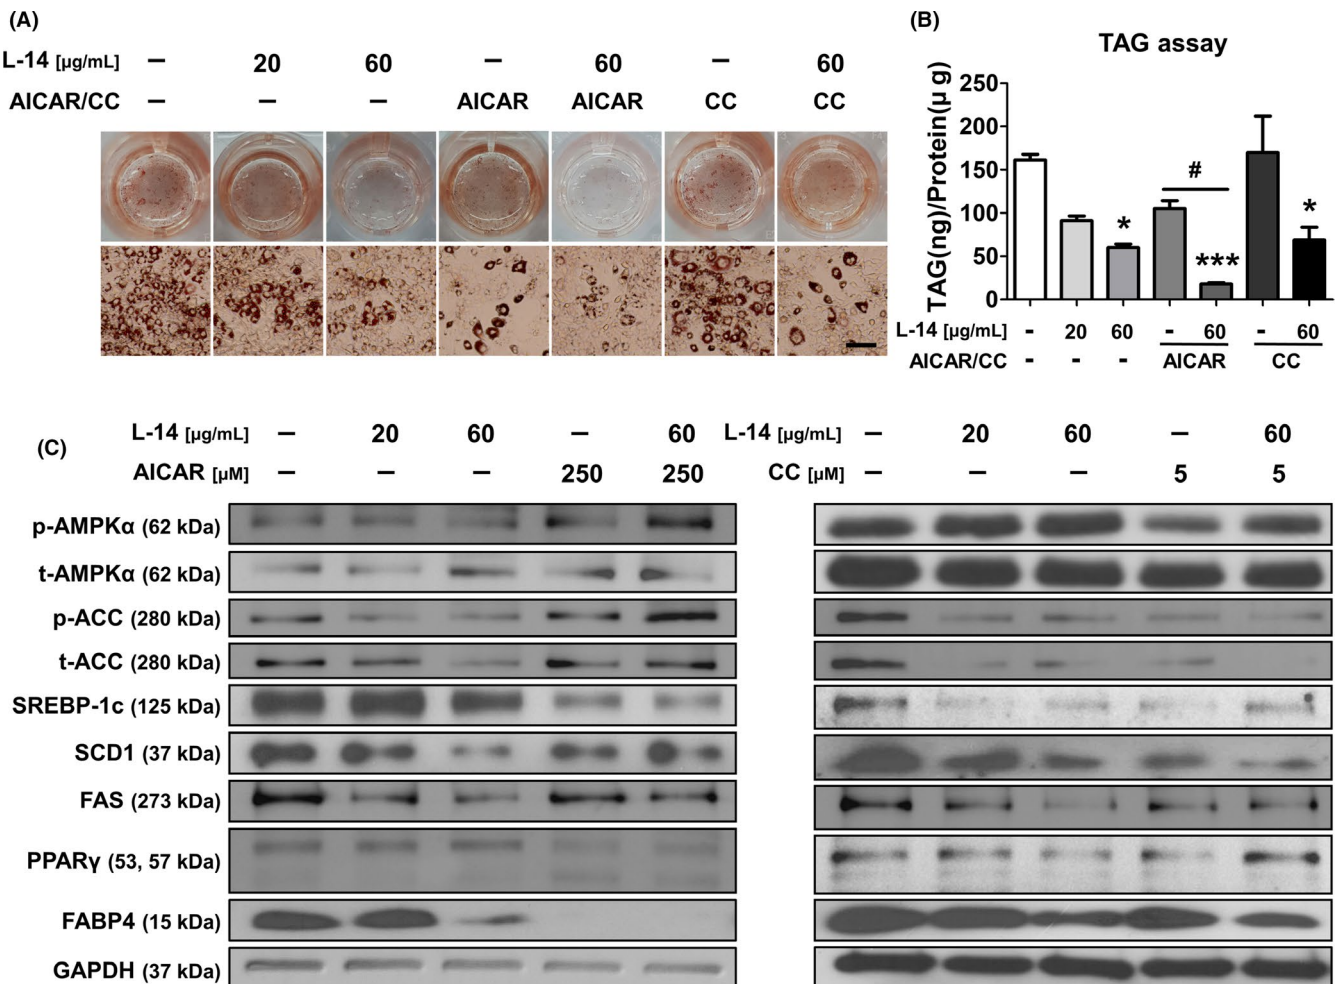 (A)
L-14 [µg/mL] – 20 60 – 60 – 60
AICAR/CC – – – AICAR AICAR CC CC
(B)
TAG assay
TAG(ng)/Protein(µ g)
250
200
150
100
50
0
#
*
***
*
L-14 [µg/mL] - 20 60 - 60 - 60
AICAR/CC - - - AICAR CC
(C)
L-14 [µg/mL] – 20 60 – 60
AICAR [µM] – – – 250 250
L-14 [µg/mL] – 20 60 – 60
CC [µM] – – – 5 5
p-AMPKα (62 kDa)
t-AMPKα (62 kDa)
p-ACC (280 kDa)
t-ACC (280 kDa)
SREBP-1c (125 kDa)
SCD1 (37 kDa)
FAS (273 kDa)
PPARγ (53, 57 kDa)
FABP4 (15 kDa)
GAPDH (37 kDa)